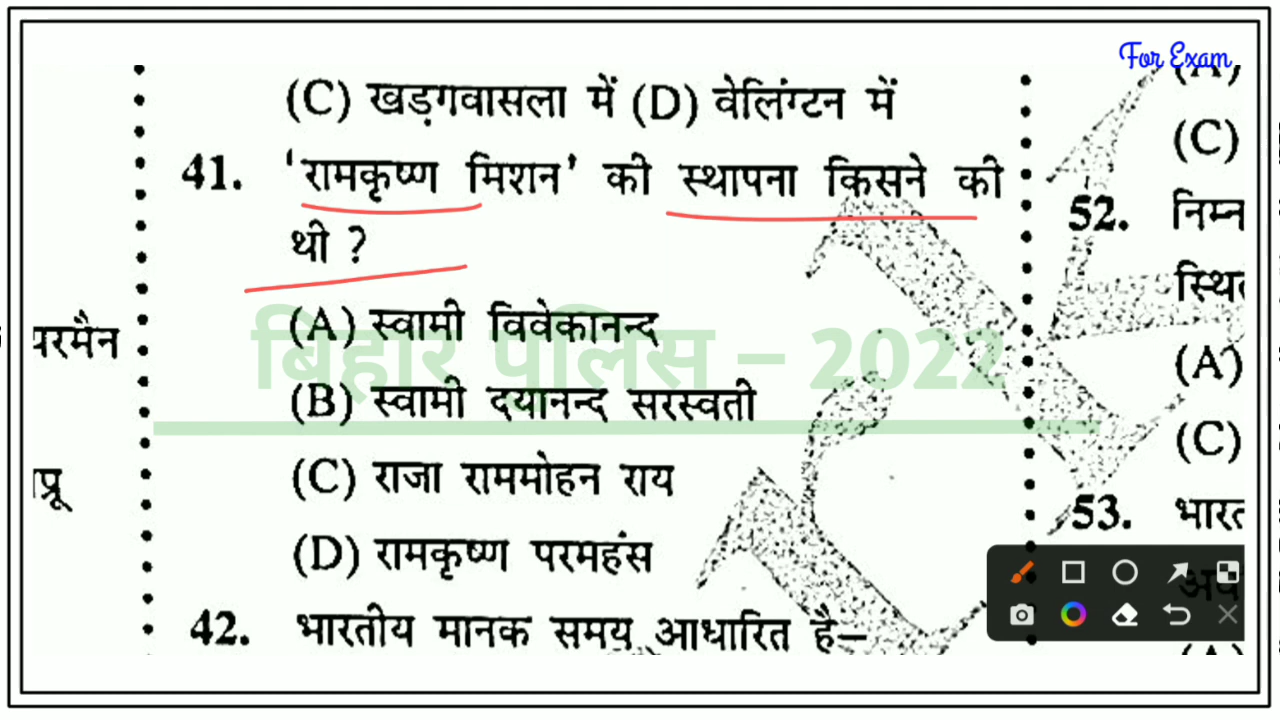 For Exam
(C) खड़गवासला में (D) वेलिंग्टन में
41. 'रामकृष्ण मिशन' की स्थापना किसने की
थी ?
(A) स्वामी विवेकानन्द
(B) स्वामी दयानन्द सरस्वती
(C) राजा राममोहन राय
(D) रामकृष्ण परमहंस
42. भारतीय मानक समय आधारित है–
बिहार पुलिस – 2022
(C)
52. निम्न
(A)
(C)
53. भारत